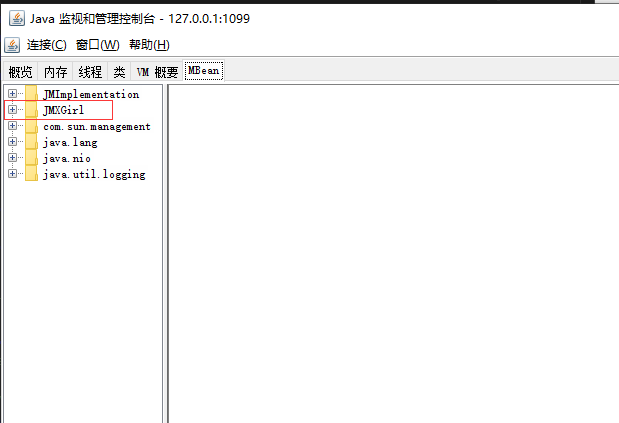 Java 监视和管理控制台 - 127.0.0.1:1099
连接(C) 窗口(W) 帮助(H)
概览 内存 线程 类 VM 概要 MBean
JMImplementation
JMXGirl
com.sun.management
java.lang
java.nio
java.util.logging